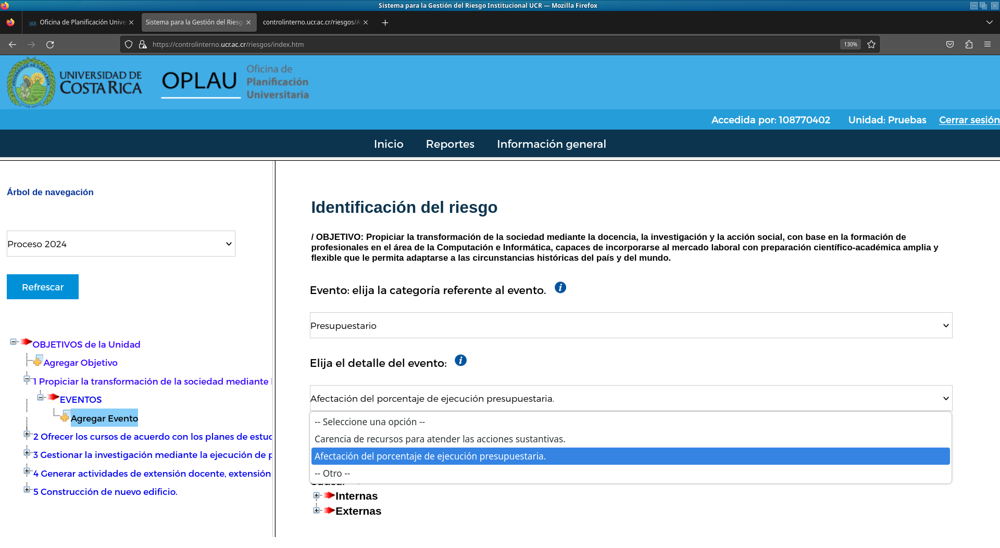 Sistema para la Gestión del Riesgo Institucional UCR — Mozilla Firefox
Oficina de Planificación Unive
Sistema para la Gestión del Riesg
controlinterno.ucr.ac.cr/riesgos/A
https://controlinterno.ucr.ac.cr/riesgos/index.htm
130%
UNIVERSIDAD DE
COSTA RICA
OPLAU
Oficina de
Planificación
Universitaria
Accedida por: 108770402 Unidad: Pruebas Cerrar sesión
Inicio Reportes Información general
Árbol de navegación
Proceso 2024
Refrescar
OBJETIVOS de la Unidad
Agregar Objetivo
1 Propiciar la transformación de la sociedad mediante
EVENTOS
Agregar Evento
2 Ofrecer los cursos de acuerdo con los planes de estud
3 Gestionar la investigación mediante la ejecución de p
4 Generar actividades de extensión docente, extensión
5 Construcción de nuevo edificio.
Identificación del riesgo
/ OBJETIVO: Propiciar la transformación de la sociedad mediante la docencia, la investigación y la acción social, con base en la formación de
profesionales en el área de la Computación e Informática, capaces de incorporarse al mercado laboral con preparación científico-académica amplia y
flexible que le permita adaptarse a las circunstancias históricas del país y del mundo.
Evento: elija la categoría referente al evento.
Presupuestario
Elija el detalle del evento:
Afectación del porcentaje de ejecución presupuestaria.
-- Seleccione una opción --
Carencia de recursos para atender las acciones sustantivas.
Afectación del porcentaje de ejecución presupuestaria.
-- Otro --
Internas
Externas